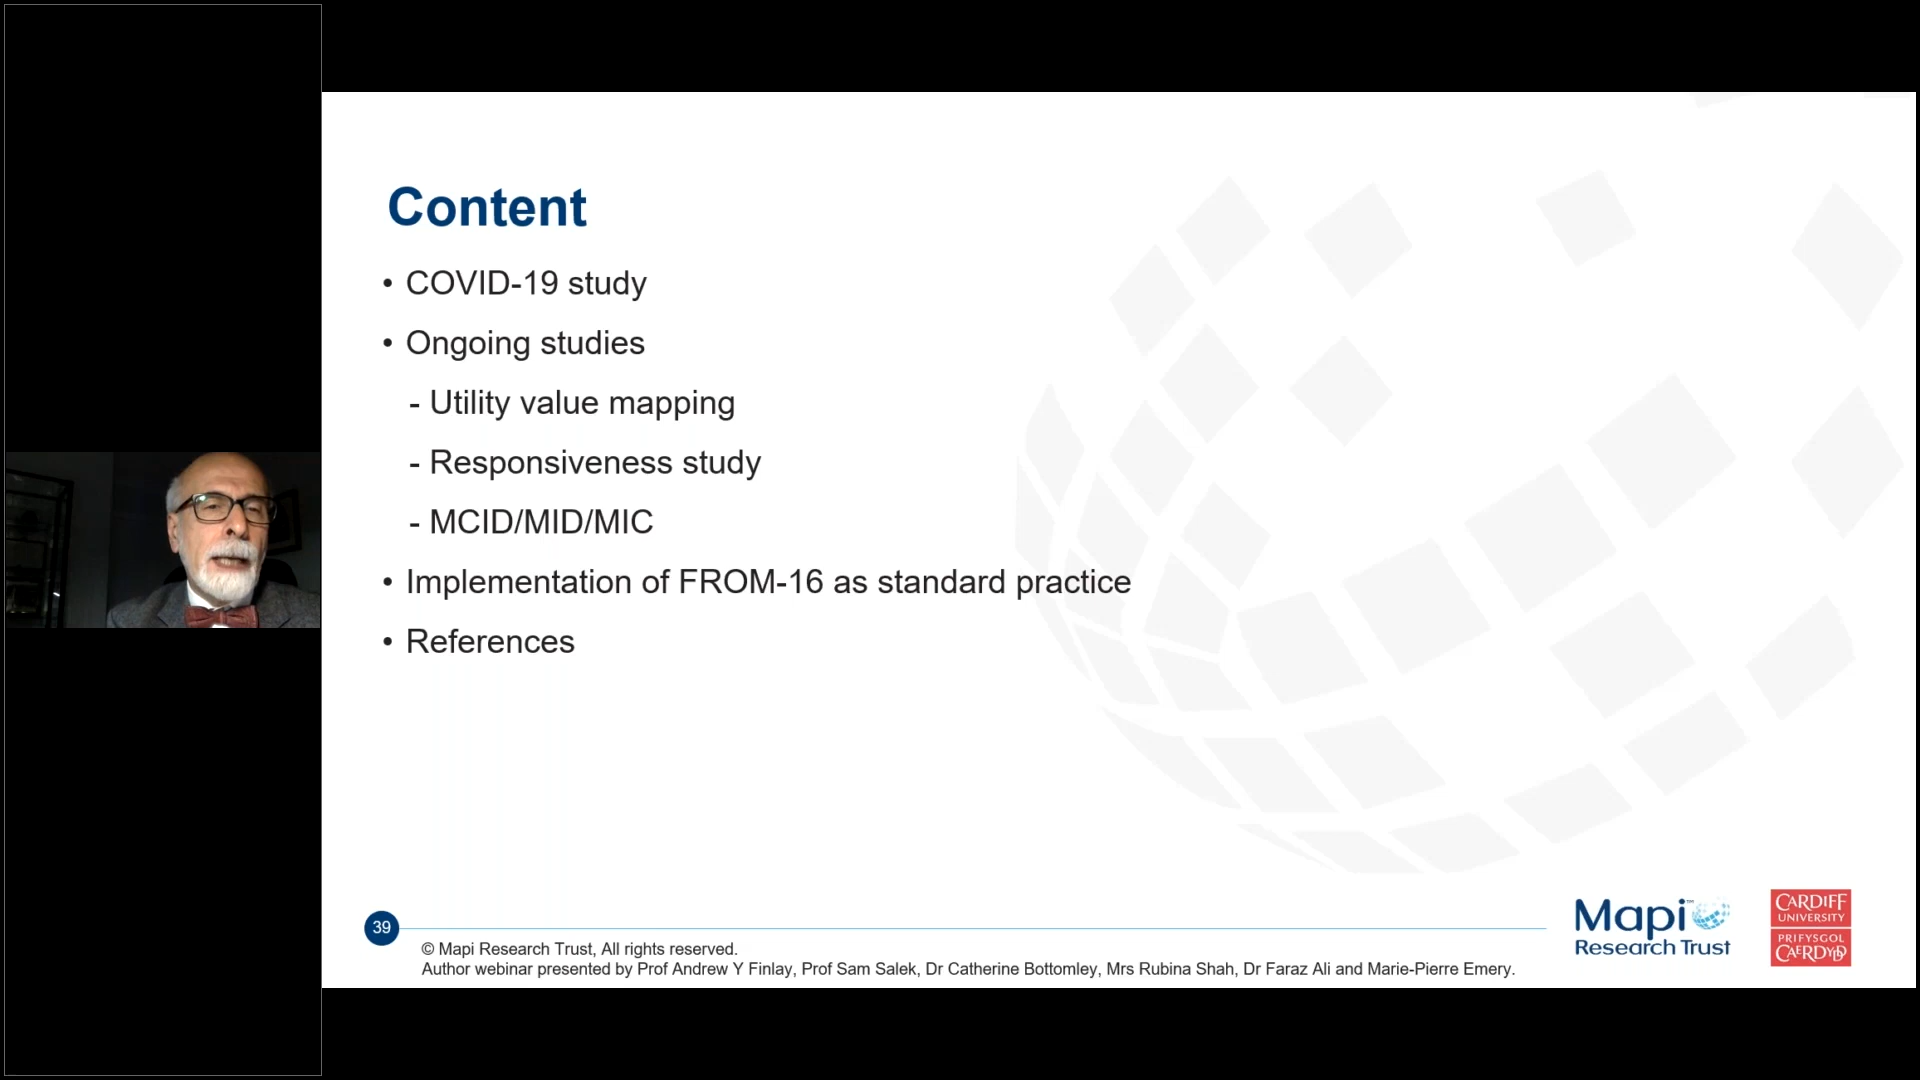 Content
• COVID-19 study
• Ongoing studies
- Utility value mapping
- Responsiveness study
- MCID/MID/MIC
• Implementation of FROM-16 as standard practice
• References
39
© Mapi Research Trust, All rights reserved.
Author webinar presented by Prof Andrew Y Finlay, Prof Sam Salek, Dr Catherine Bottomley, Mrs Rubina Shah, Dr Faraz Ali and Marie-Pierre Emery.
Mapi™
Research Trust
CARDIFF
UNIVERSITY
PRIFYSGOL
CAERDYDD